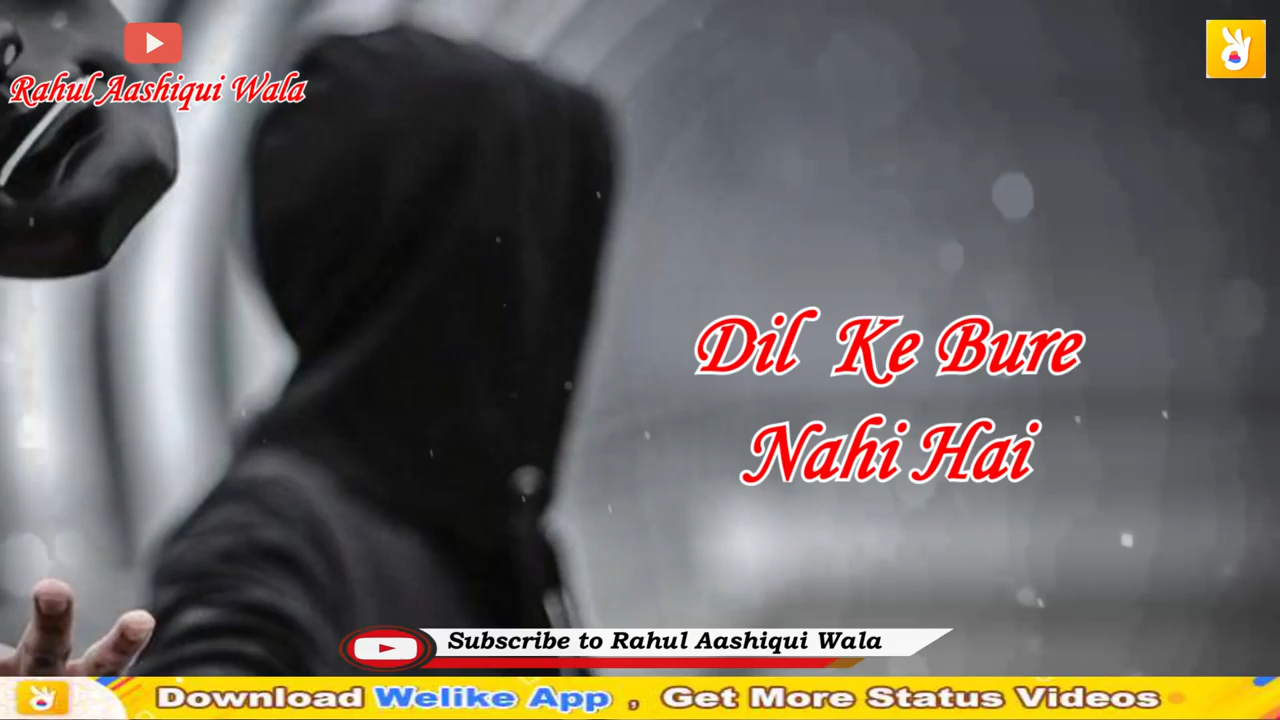 Rahul Aashiqui Wala
Dil Ke Bure
Nahi Hai
Subscribe to Rahul Aashiqui Wala
Download Welike App , Get More Status Videos